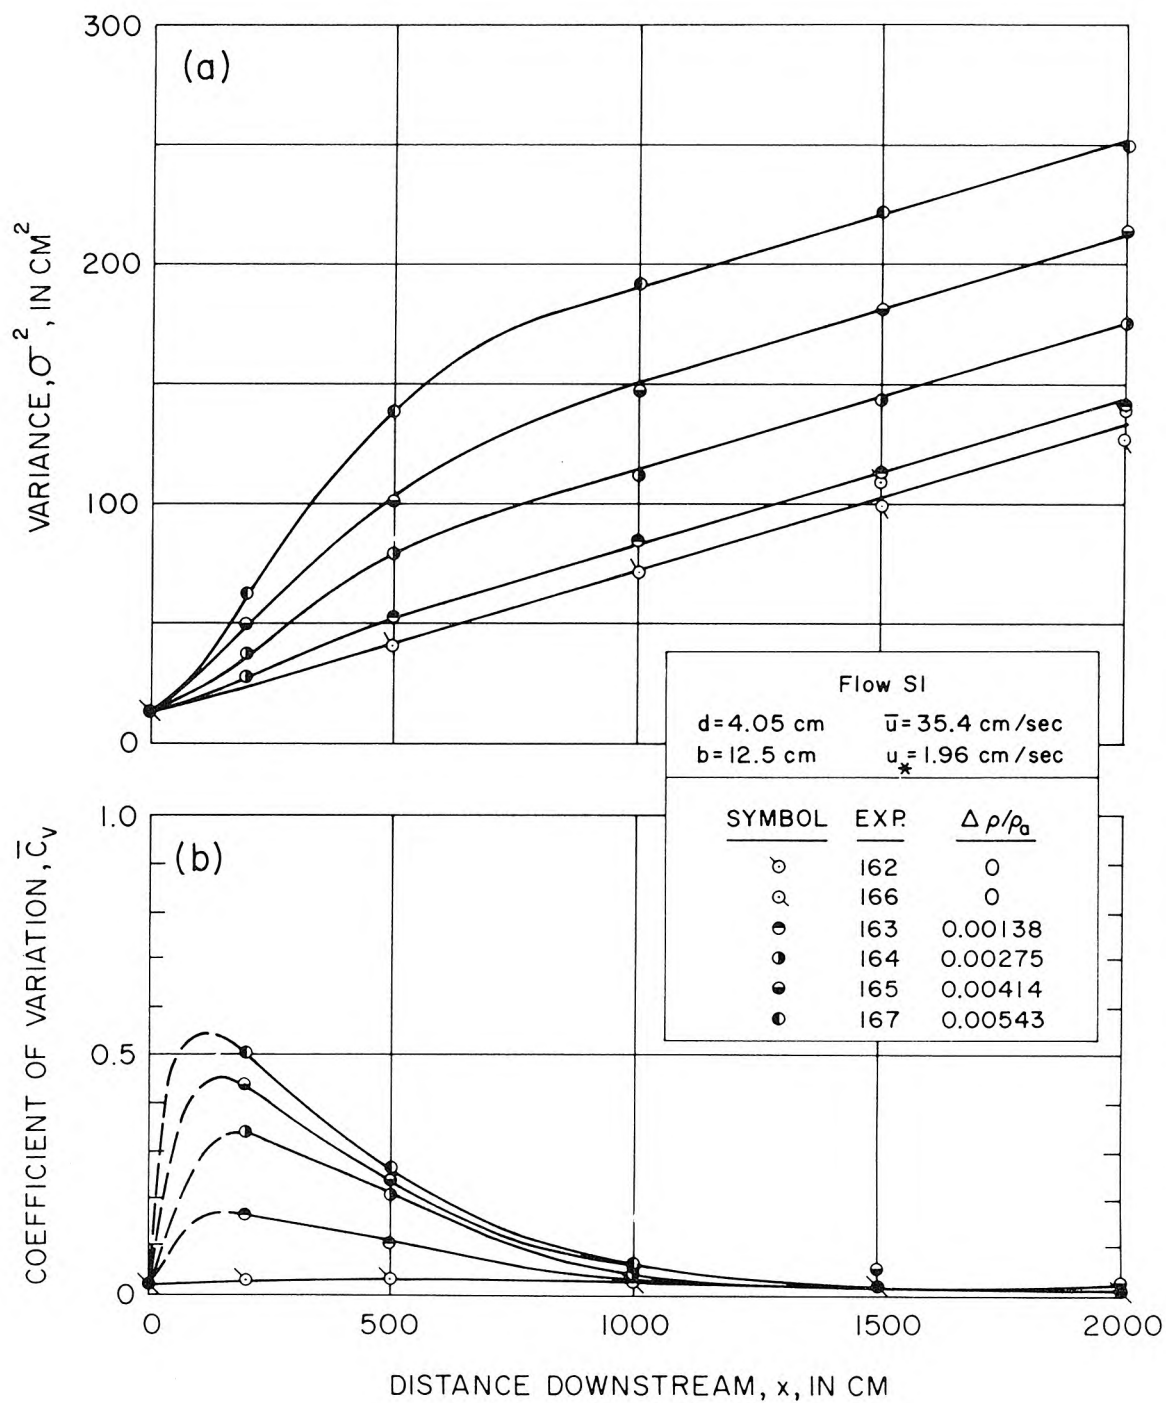 300
(a)
200
100
0
VARIANCE, σ², IN CM²
Flow S1
d=4.05 cm ū=35.4 cm/sec
b=12.5 cm u*=1.96 cm/sec
SYMBOL EXP. Δρ/ρₐ
162 0
166 0
163 0.00138
164 0.00275
165 0.00414
167 0.00543
1.0
(b)
0.5
0
COEFFICIENT OF VARIATION, C̄ᵥ
0 500 1000 1500 2000
DISTANCE DOWNSTREAM, x, IN CM